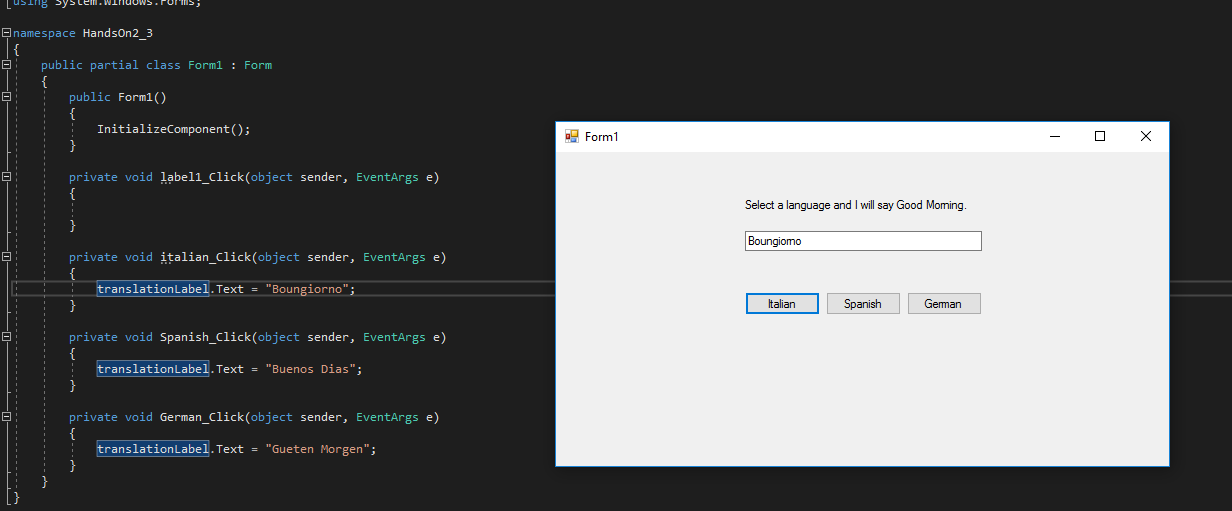 using System.Windows.Forms;
namespace HandsOn2_3
{
public partial class Form1 : Form
{
public Form1()
{
InitializeComponent();
}
private void label1_Click(object sender, EventArgs e)
{
}
private void italian_Click(object sender, EventArgs e)
{
translationLabel.Text = "Boungiorno";
}
private void Spanish_Click(object sender, EventArgs e)
{
translationLabel.Text = "Buenos Dias";
}
private void German_Click(object sender, EventArgs e)
{
translationLabel.Text = "Gueten Morgen";
}
}
}
Form1
Select a language and I will say Good Morning.
Boungiorno
Italian Spanish German